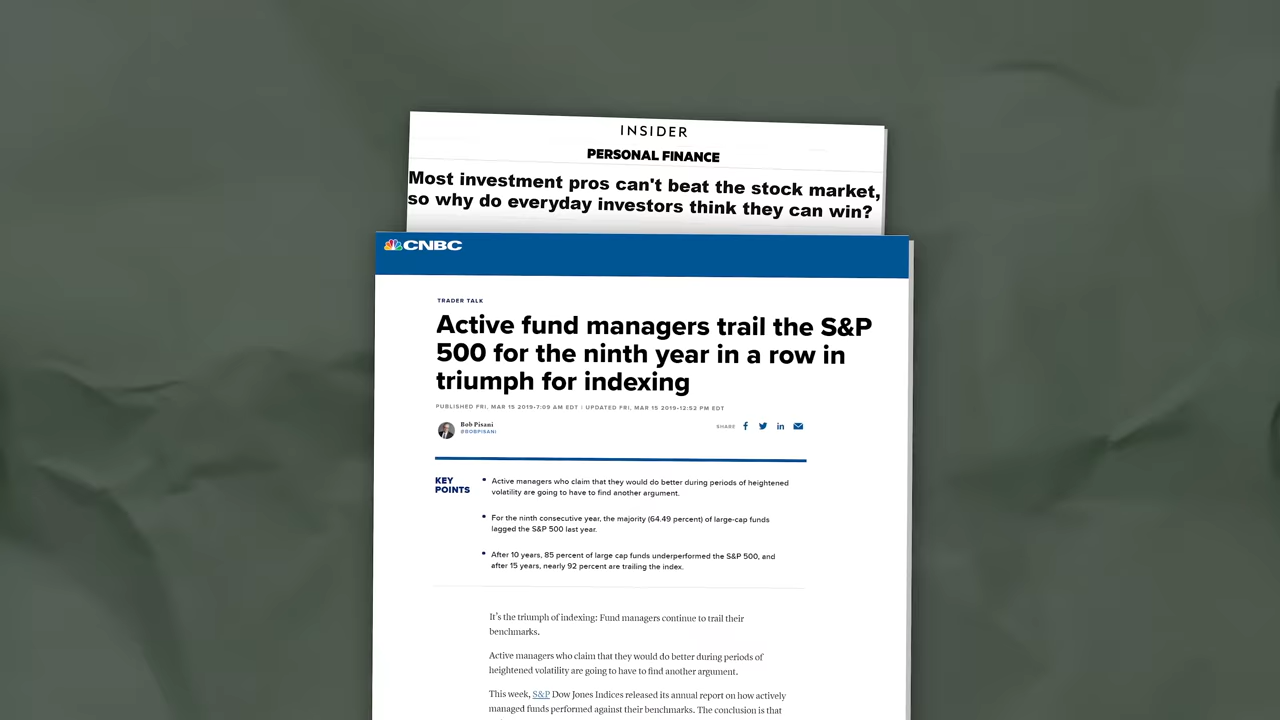 INSIDER
PERSONAL FINANCE
Most investment pros can't beat the stock market,
so why do everyday investors think they can win?
CNBC
TRADER TALK
Active fund managers trail the S&P
500 for the ninth year in a row in
triumph for indexing
PUBLISHED FRI, MAR 15 2019-7:09 AM EDT | UPDATED FRI, MAR 15 2019-12:52 PM EDT
Bob Pisani
@BOBPISANI
SHARE
KEY
POINTS
Active managers who claim that they would do better during periods of heightened
volatility are going to have to find another argument.
For the ninth consecutive year, the majority (64.49 percent) of large-cap funds
lagged the S&P 500 last year.
After 10 years, 85 percent of large cap funds underperformed the S&P 500, and
after 15 years, nearly 92 percent are trailing the index.
It's the triumph of indexing: Fund managers continue to trail their
benchmarks.
Active managers who claim that they would do better during periods of
heightened volatility are going to have to find another argument.
This week, S&P Dow Jones Indices released its annual report on how actively
managed funds performed against their benchmarks. The conclusion is that